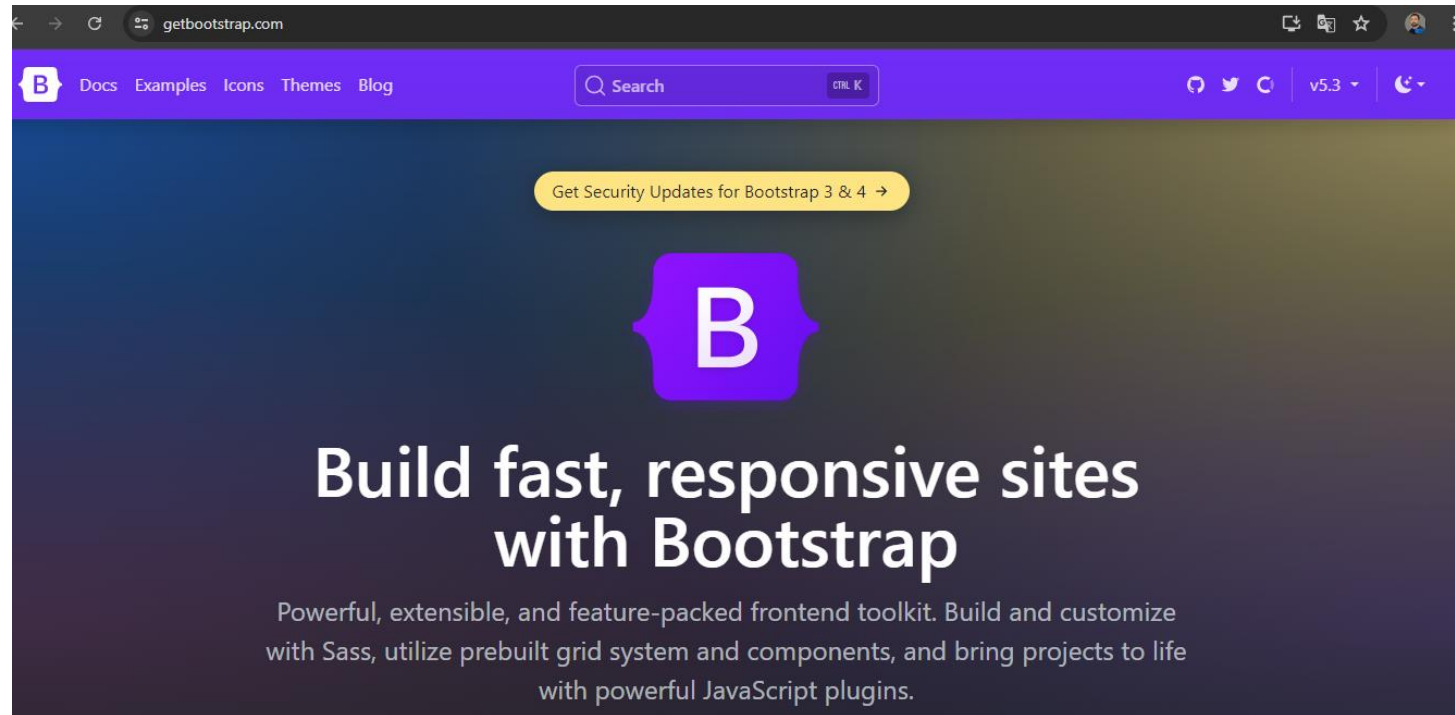 getbootstrap.com
B Docs Examples Icons Themes Blog Search CTRL K v5.3
Get Security Updates for Bootstrap 3 & 4 →
B
Build fast, responsive sites
with Bootstrap
Powerful, extensible, and feature-packed frontend toolkit. Build and customize
with Sass, utilize prebuilt grid system and components, and bring projects to life
with powerful JavaScript plugins.